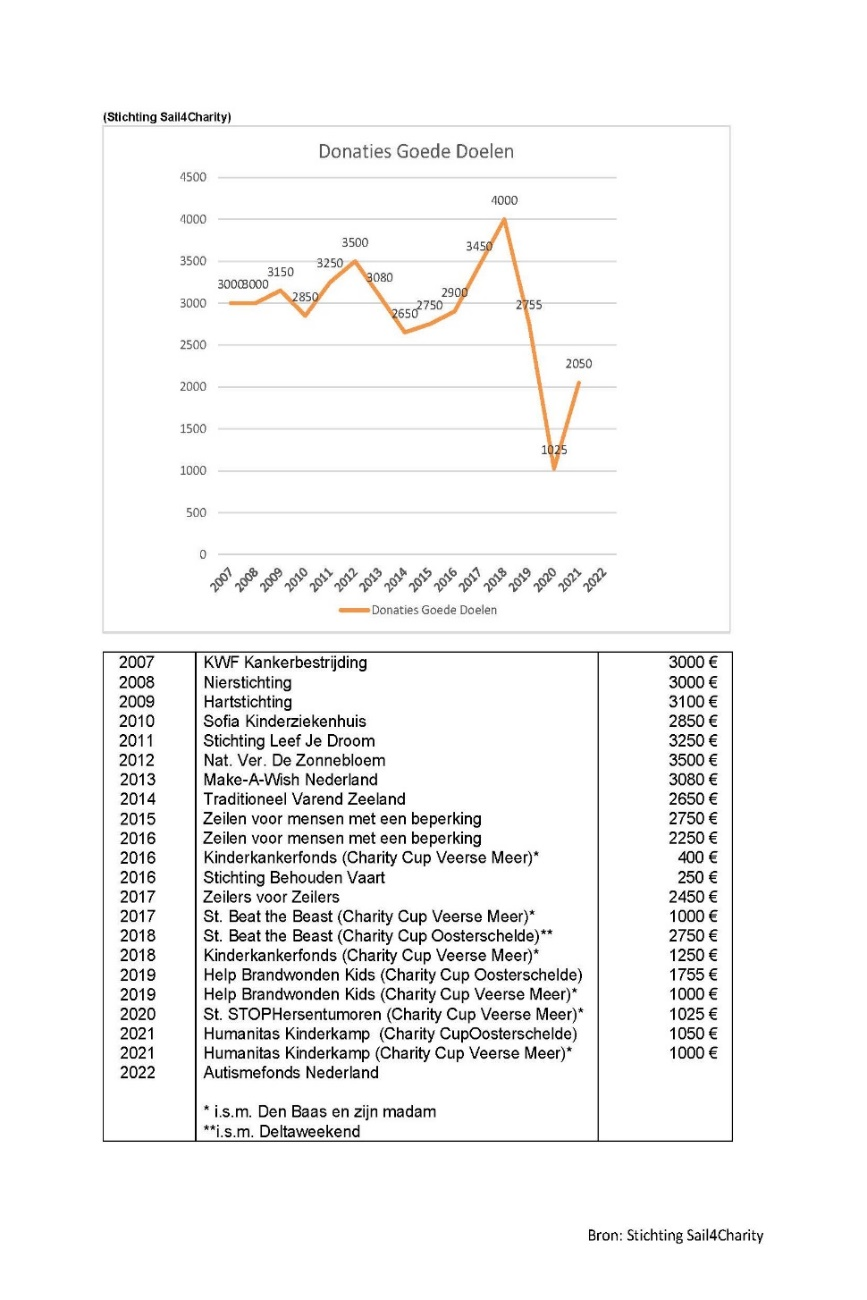 (Stichting Sail4Charity)
Donaties Goede Doelen
4500
4000
3500
3000
2500
2000
1500
1000
500
0
3000
3000
3150
2850
3250
3500
3080
2650
2750
2900
3450
4000
2755
1025
2050
2007 2008 2009 2010 2011 2012 2013 2014 2015 2016 2017 2018 2019 2020 2021 2022
Donaties Goede Doelen
2007 KWF Kankerbestrijding 3000 €
2008 Nierstichting 3000 €
2009 Hartstichting 3100 €
2010 Sofia Kinderziekenhuis 2850 €
2011 Stichting Leef Je Droom 3250 €
2012 Nat. Ver. De Zonnebloem 3500 €
2013 Make-A-Wish Nederland 3080 €
2014 Traditioneel Varend Zeeland 2650 €
2015 Zeilen voor mensen met een beperking 2750 €
2016 Zeilen voor mensen met een beperking 2250 €
2016 Kinderkankerfonds (Charity Cup Veerse Meer)* 400 €
2016 Stichting Behouden Vaart 250 €
2017 Zeilers voor Zeilers 2450 €
2017 St. Beat the Beast (Charity Cup Veerse Meer)* 1000 €
2018 St. Beat the Beast (Charity Cup Oosterschelde)** 2750 €
2018 Kinderkankerfonds (Charity Cup Veerse Meer)* 1250 €
2019 Help Brandwonden Kids (Charity Cup Oosterschelde) 1755 €
2019 Help Brandwonden Kids (Charity Cup Veerse Meer)* 1000 €
2020 St. STOPHersentumoren (Charity Cup Veerse Meer)* 1025 €
2021 Humanitas Kinderkamp (Charity CupOosterschelde) 1050 €
2021 Humanitas Kinderkamp (Charity Cup Veerse Meer)* 1000 €
2022 Autismefonds Nederland
* i.s.m. Den Baas en zijn madam
**i.s.m. Deltaweekend
Bron: Stichting Sail4Charity